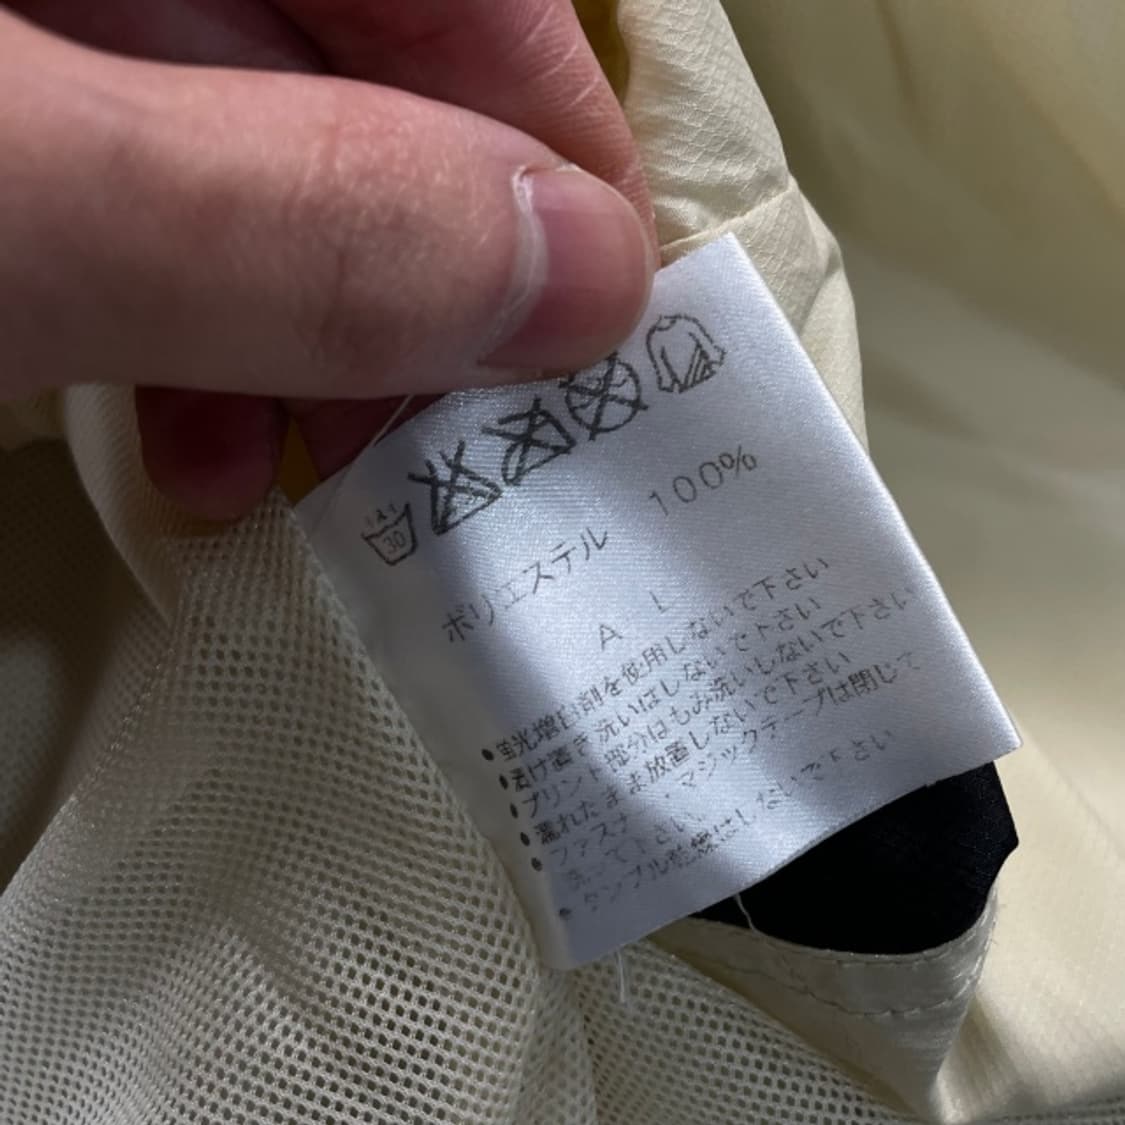 30
ポリエステル 100%
L
A
•蛍光増白剤を使用しないで下さい
•漬け置き洗いはしないで下さい
•プリント部分はもみ洗いしないで下さい
•濡れたまま放置しないで下さい
•ファスナー・マジックテープは閉じて
洗って下さい
•タンブル乾燥はしないで下さい